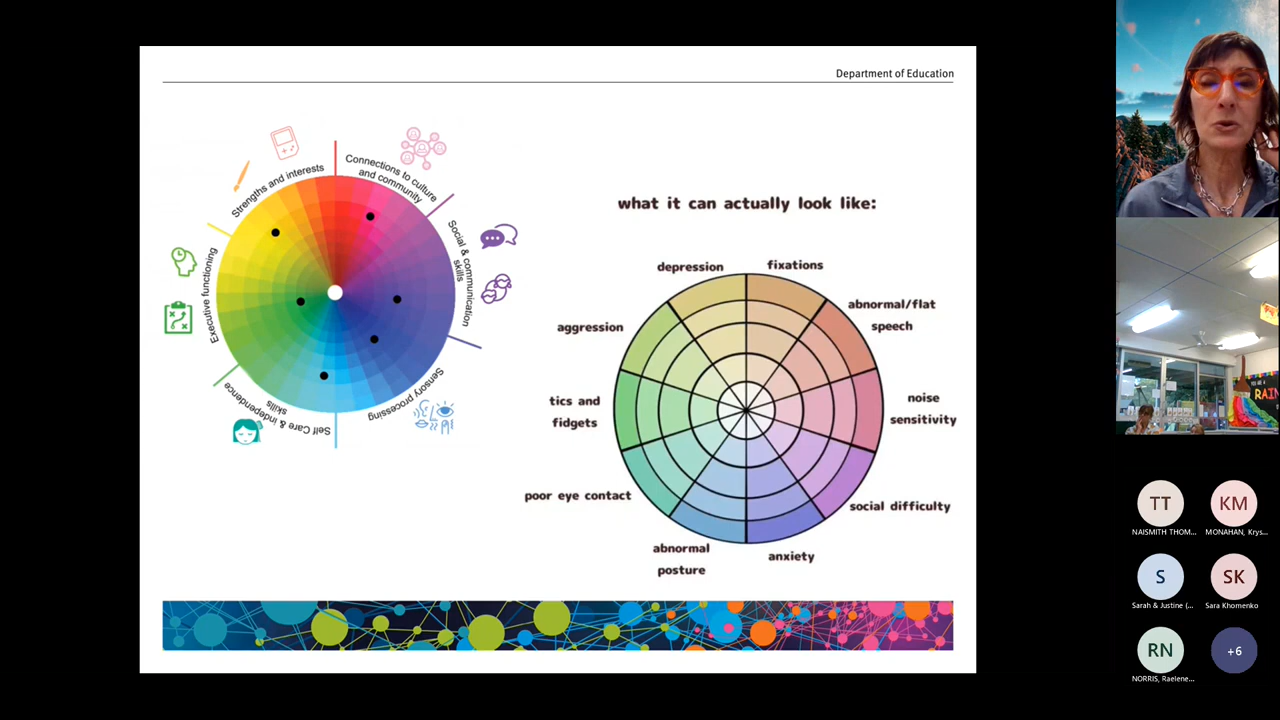 Department of Education
Strengths and interests
Connections to culture
and community
Social & communication
skills
Sensory processing
Self Care & independence
skills
Executive functioning
what it can actually look like:
depression
fixations
abnormal/flat
speech
aggression
noise
sensitivity
tics and
fidgets
poor eye contact
social difficulty
abnormal
posture
anxiety
YOU ARE A
RAIN
TT
KM
NAISMITH THOM...
MONAHAN, Krys...
S
SK
Sarah & Justine (...
Sara Khomenko
RN
+6
NORRIS, Raelene...